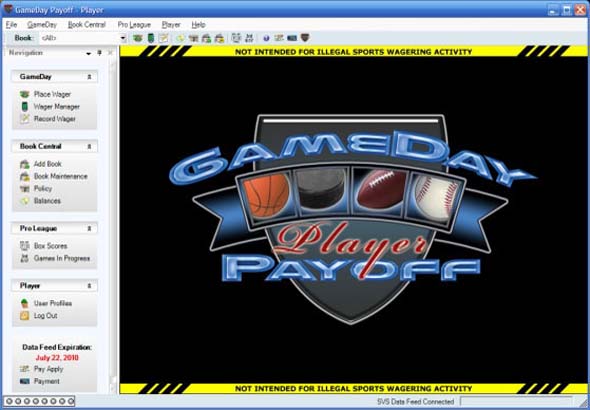 GameDay Payoff - Player
File GameDay Book Central Pro League Player Help
Book: <All>
Navigation
GameDay
Place Wager
Wager Manager
Record Wager
Book Central
Add Book
Book Maintenance
Policy
Balances
Pro League
Box Scores
Games In Progress
Player
User Profiles
Log Out
Data Feed Expiration:
July 22, 2010
Pay Apply
Payment
NOT INTENDED FOR ILLEGAL SPORTS WAGERING ACTIVITY
GAMEDAY
Player
PAYOFF
NOT INTENDED FOR ILLEGAL SPORTS WAGERING ACTIVITY
SVS Data Feed Connected